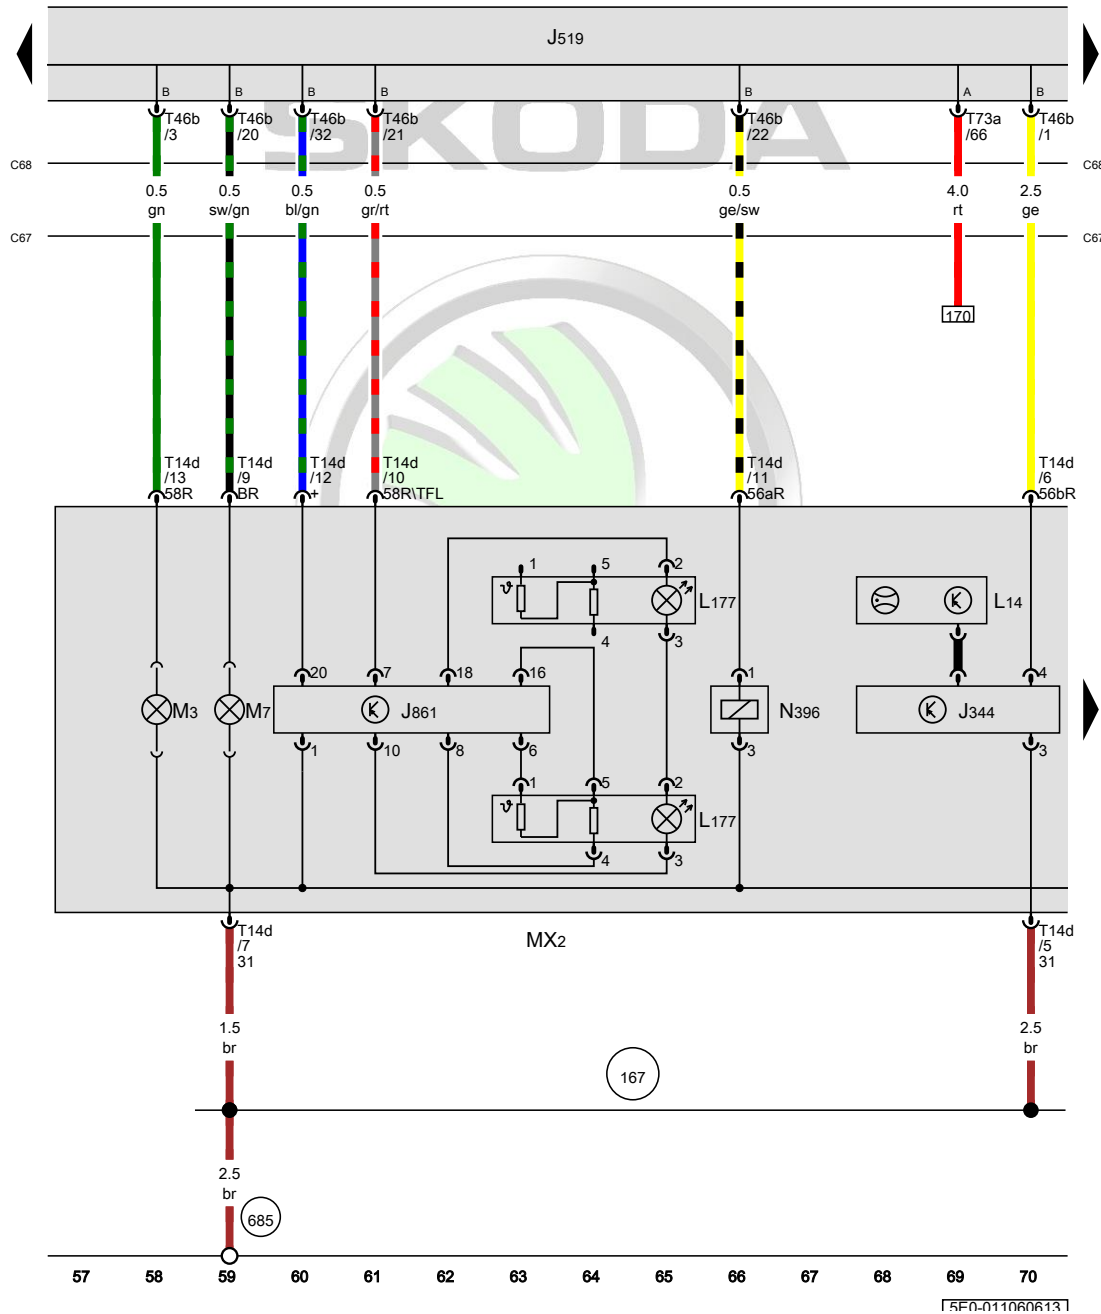 J519
B B B B B A B
T46b T46b T46b T46b T46b T73a T46b
/3 /20 /32 /21 /22 /66 /1
SKODA
C68 C68
0.5 0.5 0.5 0.5 0.5 4.0 2.5
gn sw/gn bl/gn gr/rt ge/sw rt ge
C67 C67
170
T14d T14d T14d T14d T14d T14d
/13 /9 /12 /10 /11 /6
58R BR + 58R\TFL 56aR 56bR
1 5 2
ϑ L177 L14
4 3
20 7 18 16 1 4
M3 M7 J861 N396 J344
1 10 8 6 3 3
1 5 2
ϑ L177
4 3
T14d MX2 T14d
/7 /5
31 31
1.5 2.5
br br
167
2.5
br
685
57 58 59 60 61 62 63 64 65 66 67 68 69 70
5E0-011060613